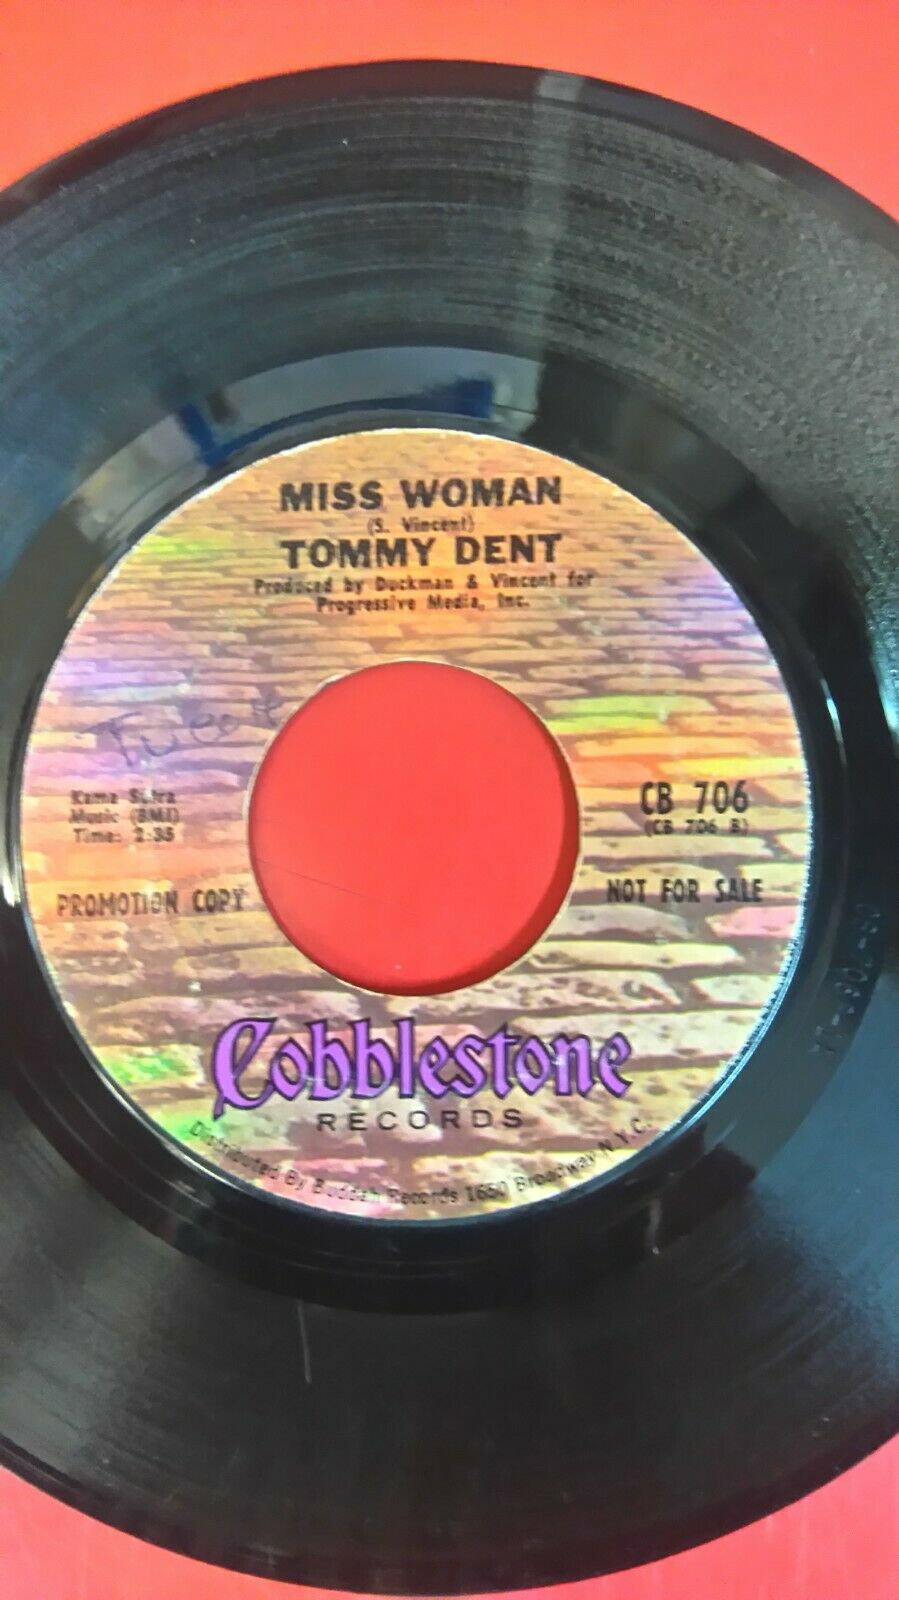 MISS WOMAN
(S. Vincent)
TOMMY DENT
Produced by Duckman & Vincent for
Progressive Media, Inc.
Kama Sutra
Music (BMI)
Time: 2:35
CB 706
(CB 706 B)
PROMOTION COPY
NOT FOR SALE
Cobblestone
RECORDS
Distributed By Buddah Records 1650 Broadway N.Y.C.